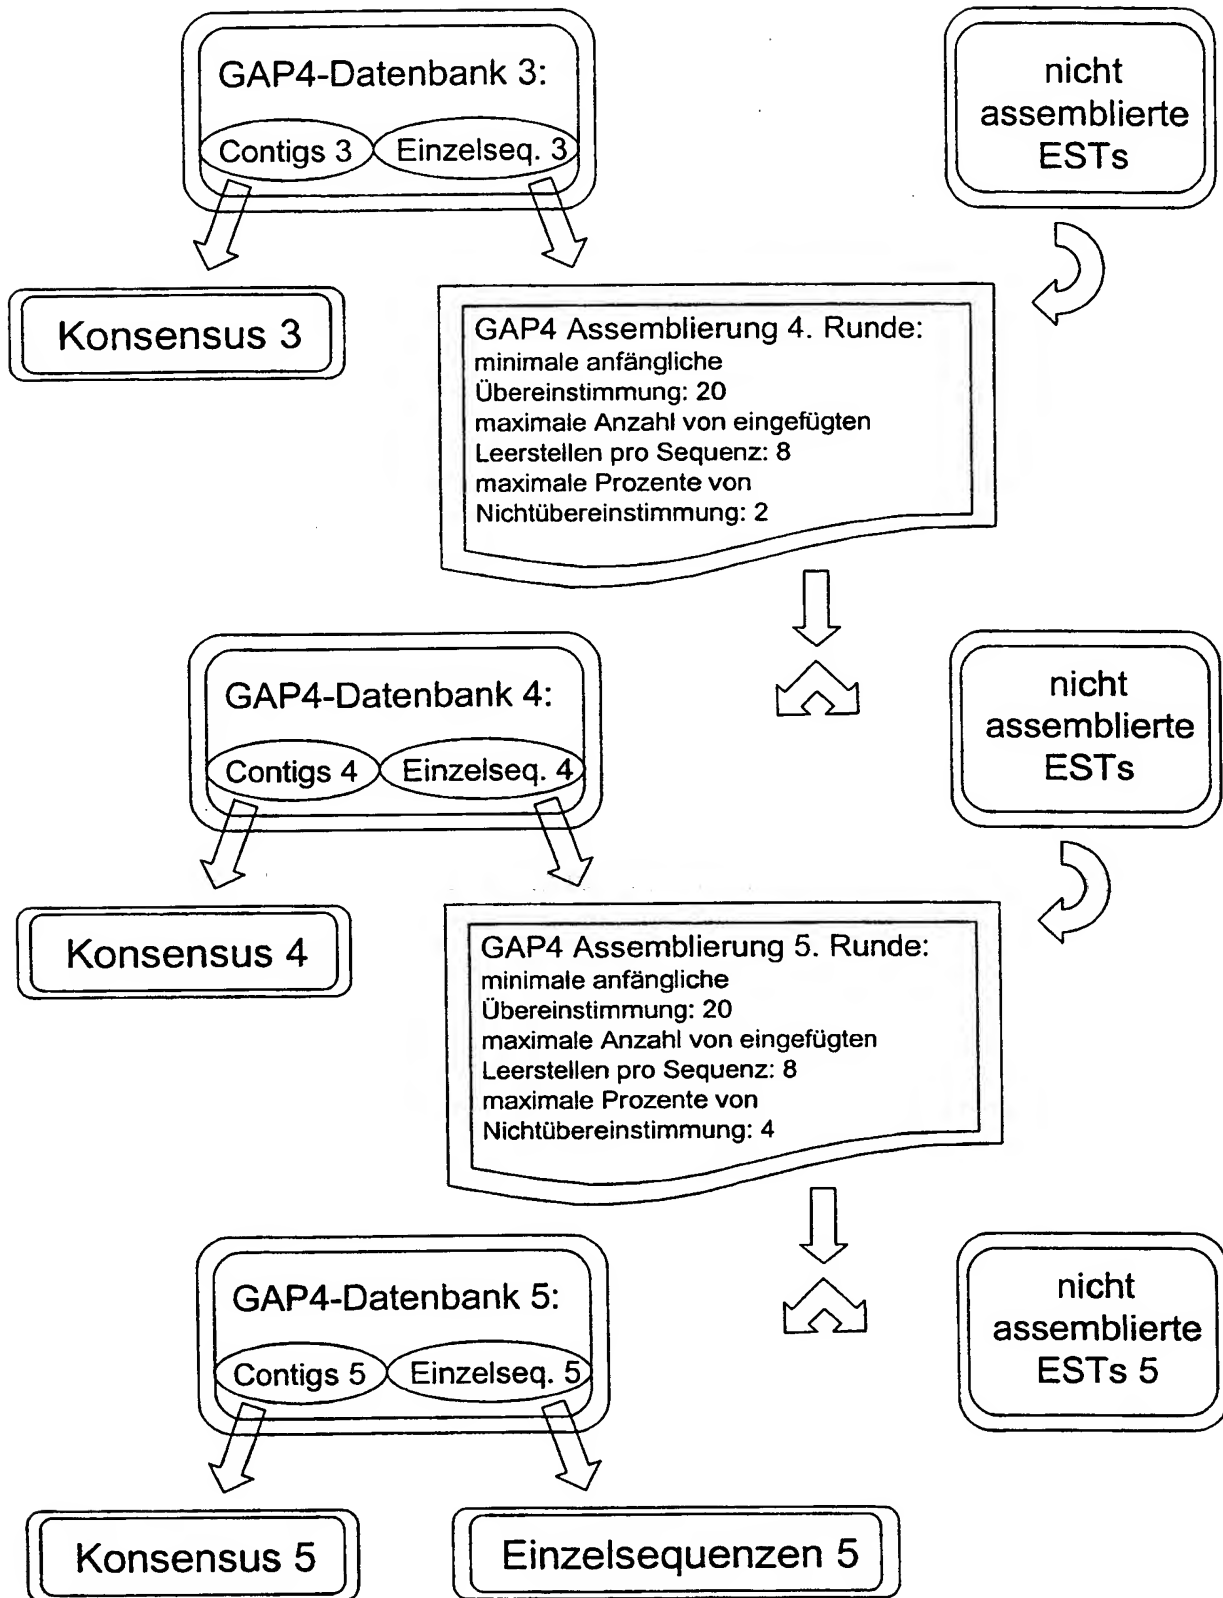 GAP4-Datenbank 3:
Contigs 3
Einzelseq. 3
nicht
assemblierte
ESTs
Konsensus 3
GAP4 Assemblierung 4. Runde:
minimale anfängliche
Übereinstimmung: 20
maximale Anzahl von eingefügten
Leerstellen pro Sequenz: 8
maximale Prozente von
Nichtübereinstimmung: 2
GAP4-Datenbank 4:
Contigs 4
Einzelseq. 4
nicht
assemblierte
ESTs
Konsensus 4
GAP4 Assemblierung 5. Runde:
minimale anfängliche
Übereinstimmung: 20
maximale Anzahl von eingefügten
Leerstellen pro Sequenz: 8
maximale Prozente von
Nichtübereinstimmung: 4
GAP4-Datenbank 5:
Contigs 5
Einzelseq. 5
nicht
assemblierte
ESTs 5
Konsensus 5
Einzelsequenzen 5